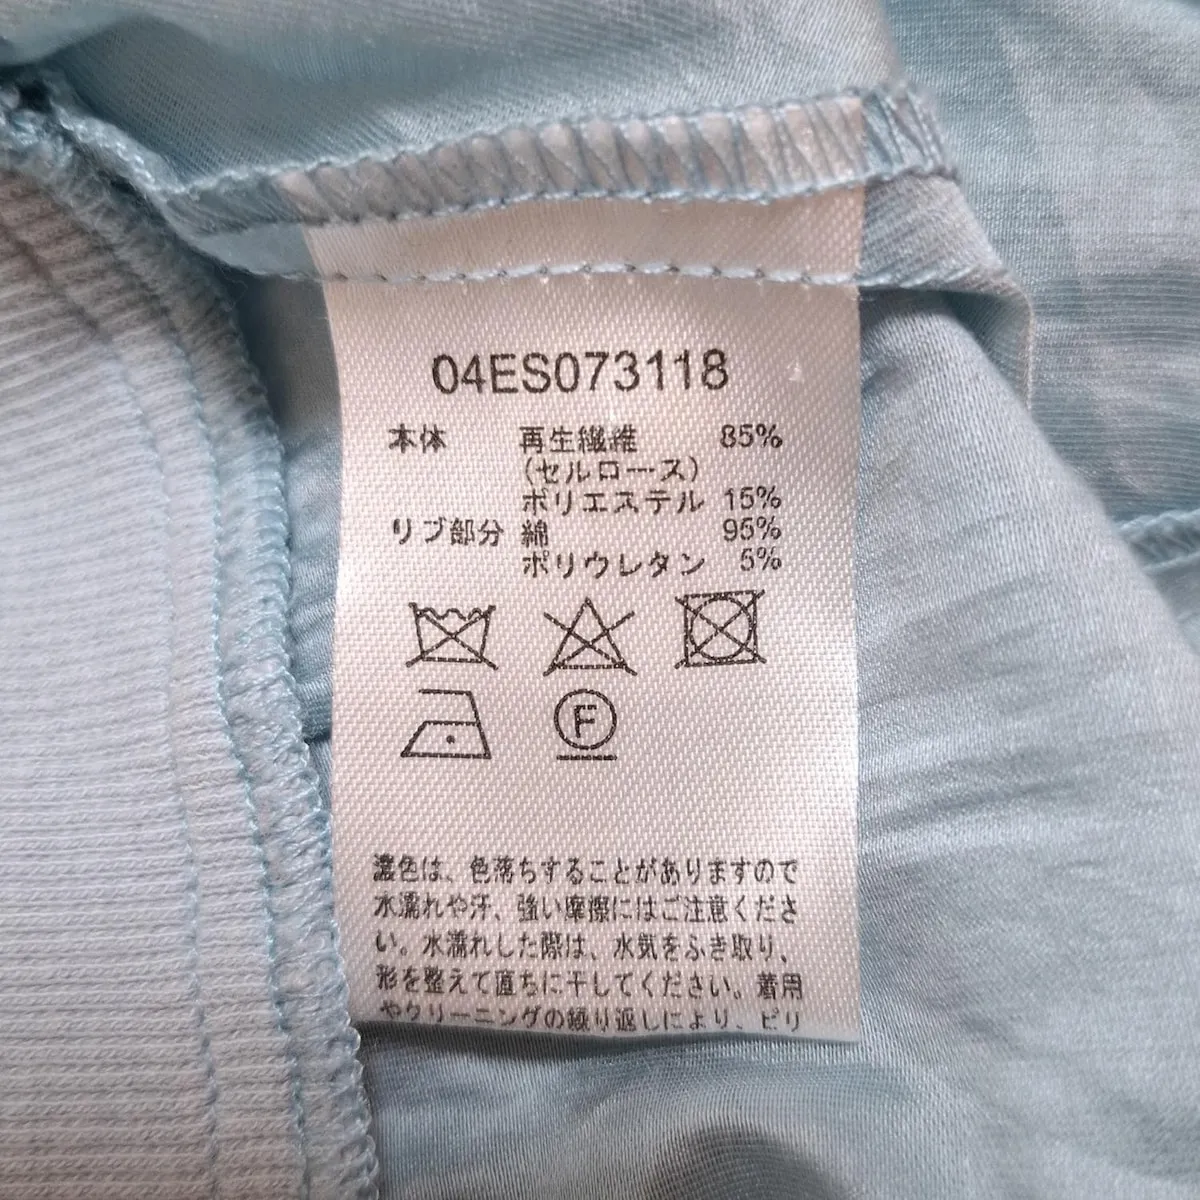 04ES073118
本体 再生繊維 85%
(セルロース)
ポリエステル 15%
リブ部分 綿 95%
ポリウレタン 5%
F
濃色は、色落ちすることがありますので
水濡れや汗、強い摩擦にはご注意くださ
い。水濡れした際は、水気をふき取り、
形を整えて直ちに干してください。着用
やクリーニングの繰り返しにより、ピリ